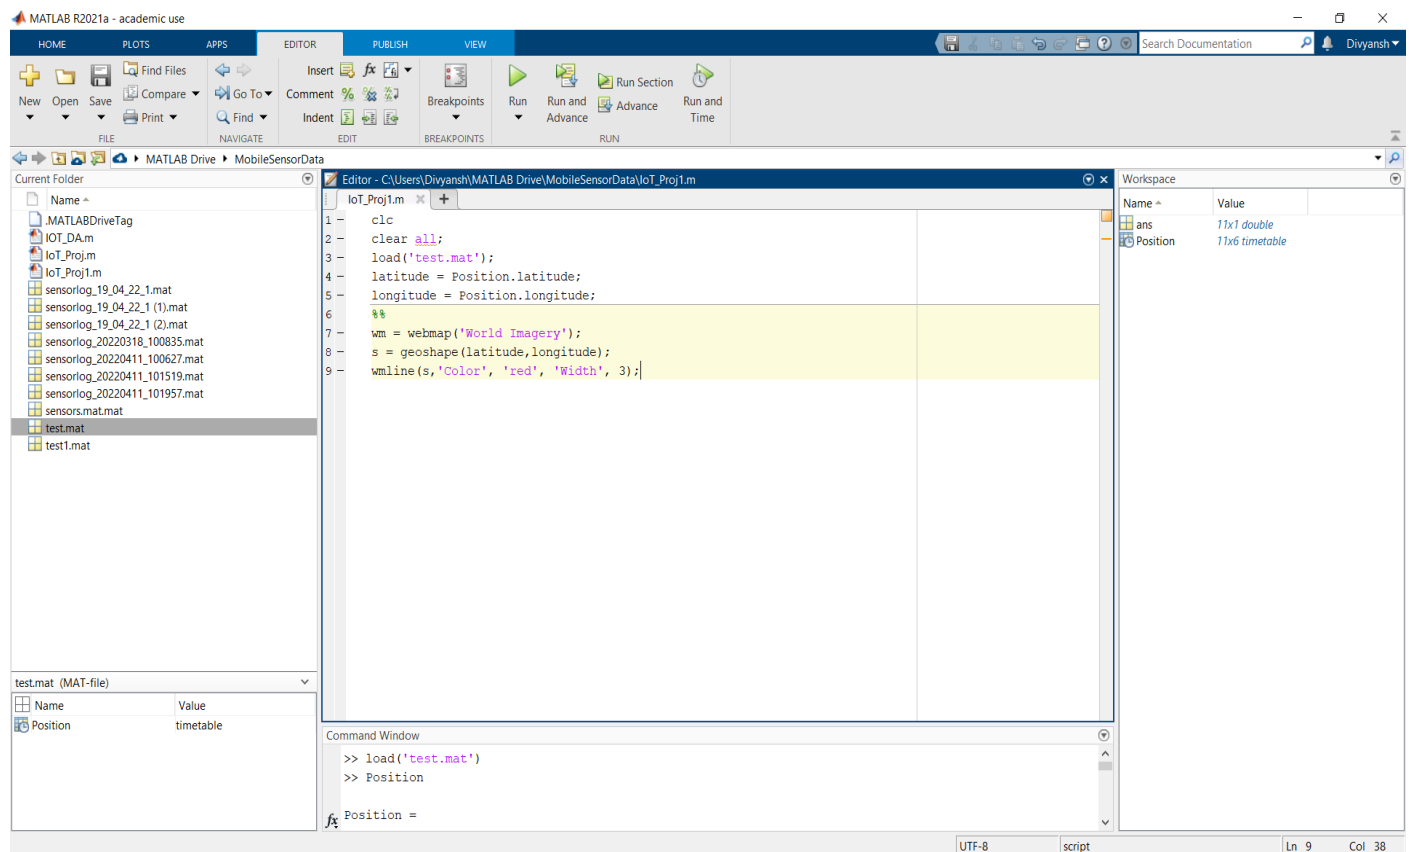 MATLAB R2021a - academic use
HOME PLOTS APPS EDITOR PUBLISH VIEW
Search Documentation
Divyansh
New Open Save
Find Files
Compare
Print
FILE
Go To
Find
NAVIGATE
Insert fx
Comment %
Indent
EDIT
Breakpoints
BREAKPOINTS
Run
Run and Advance
Run Section
Advance
Run and Time
RUN
MATLAB Drive MobileSensorData
Current Folder
Name
.MATLABDriveTag
IOT_DA.m
IoT_Proj.m
IoT_Proj1.m
sensorlog_19_04_22_1.mat
sensorlog_19_04_22_1 (1).mat
sensorlog_19_04_22_1 (2).mat
sensorlog_20220318_100835.mat
sensorlog_20220411_100627.mat
sensorlog_20220411_101519.mat
sensorlog_20220411_101957.mat
sensors.mat.mat
test.mat
test1.mat
test.mat (MAT-file)
Name Value
Position timetable
Editor - C:\Users\Divyansh\MATLAB Drive\MobileSensorData\IoT_Proj1.m
IoT_Proj1.m
1 - clc
2 - clear all;
3 - load('test.mat');
4 - latitude = Position.latitude;
5 - longitude = Position.longitude;
6 %%
7 - wm = webmap('World Imagery');
8 - s = geoshape(latitude,longitude);
9 - wmline(s,'Color', 'red', 'Width', 3);
Command Window
>> load('test.mat')
>> Position
Position =
fx
Workspace
Name Value
ans 11x1 double
Position 11x6 timetable
UTF-8 script Ln 9 Col 38